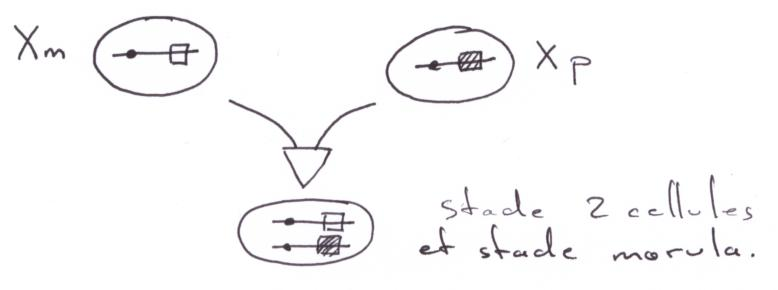 Xm
Xp
stade 2 cellules
et stade morula.